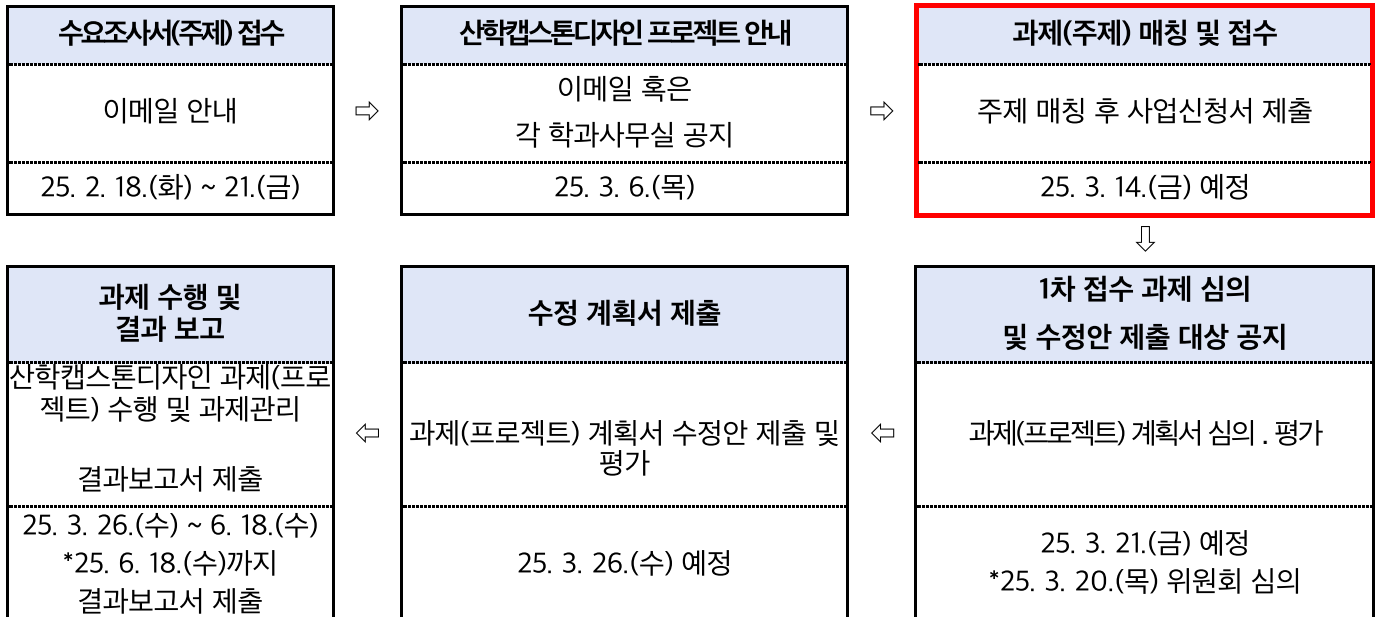 수요조사서(주제) 접수
이메일 안내
25. 2. 18.(화) ~ 21.(금)
⇨
산학캡스톤디자인 프로젝트 안내
이메일 혹은
각 학과사무실 공지
25. 3. 6.(목)
⇨
과제(주제) 매칭 및 접수
주제 매칭 후 사업신청서 제출
25. 3. 14.(금) 예정
⇩
1차 접수 과제 심의
및 수정안 제출 대상 공지
과제(프로젝트) 계획서 심의 . 평가
25. 3. 21.(금) 예정
*25. 3. 20.(목) 위원회 심의
⇦
수정 계획서 제출
과제(프로젝트) 계획서 수정안 제출 및
평가
25. 3. 26.(수) 예정
⇦
과제 수행 및
결과 보고
산학캡스톤디자인 과제(프로
젝트) 수행 및 과제관리
결과보고서 제출
25. 3. 26.(수) ~ 6. 18.(수)
*25. 6. 18.(수)까지
결과보고서 제출